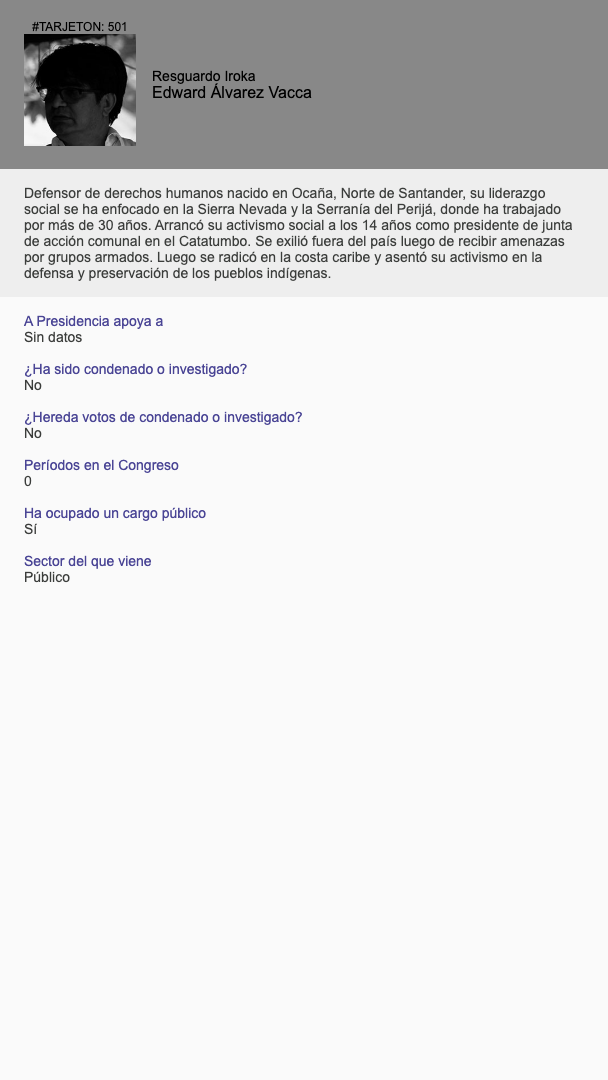 #TARJETON: 501
Resguardo Iroka
Edward Álvarez Vacca
Defensor de derechos humanos nacido en Ocaña, Norte de Santander, su liderazgo
social se ha enfocado en la Sierra Nevada y la Serranía del Perijá, donde ha trabajado
por más de 30 años. Arrancó su activismo social a los 14 años como presidente de junta
de acción comunal en el Catatumbo. Se exilió fuera del país luego de recibir amenazas
por grupos armados. Luego se radicó en la costa caribe y asentó su activismo en la
defensa y preservación de los pueblos indígenas.
A Presidencia apoya a
Sin datos
¿Ha sido condenado o investigado?
No
¿Hereda votos de condenado o investigado?
No
Períodos en el Congreso
0
Ha ocupado un cargo público
Sí
Sector del que viene
Público